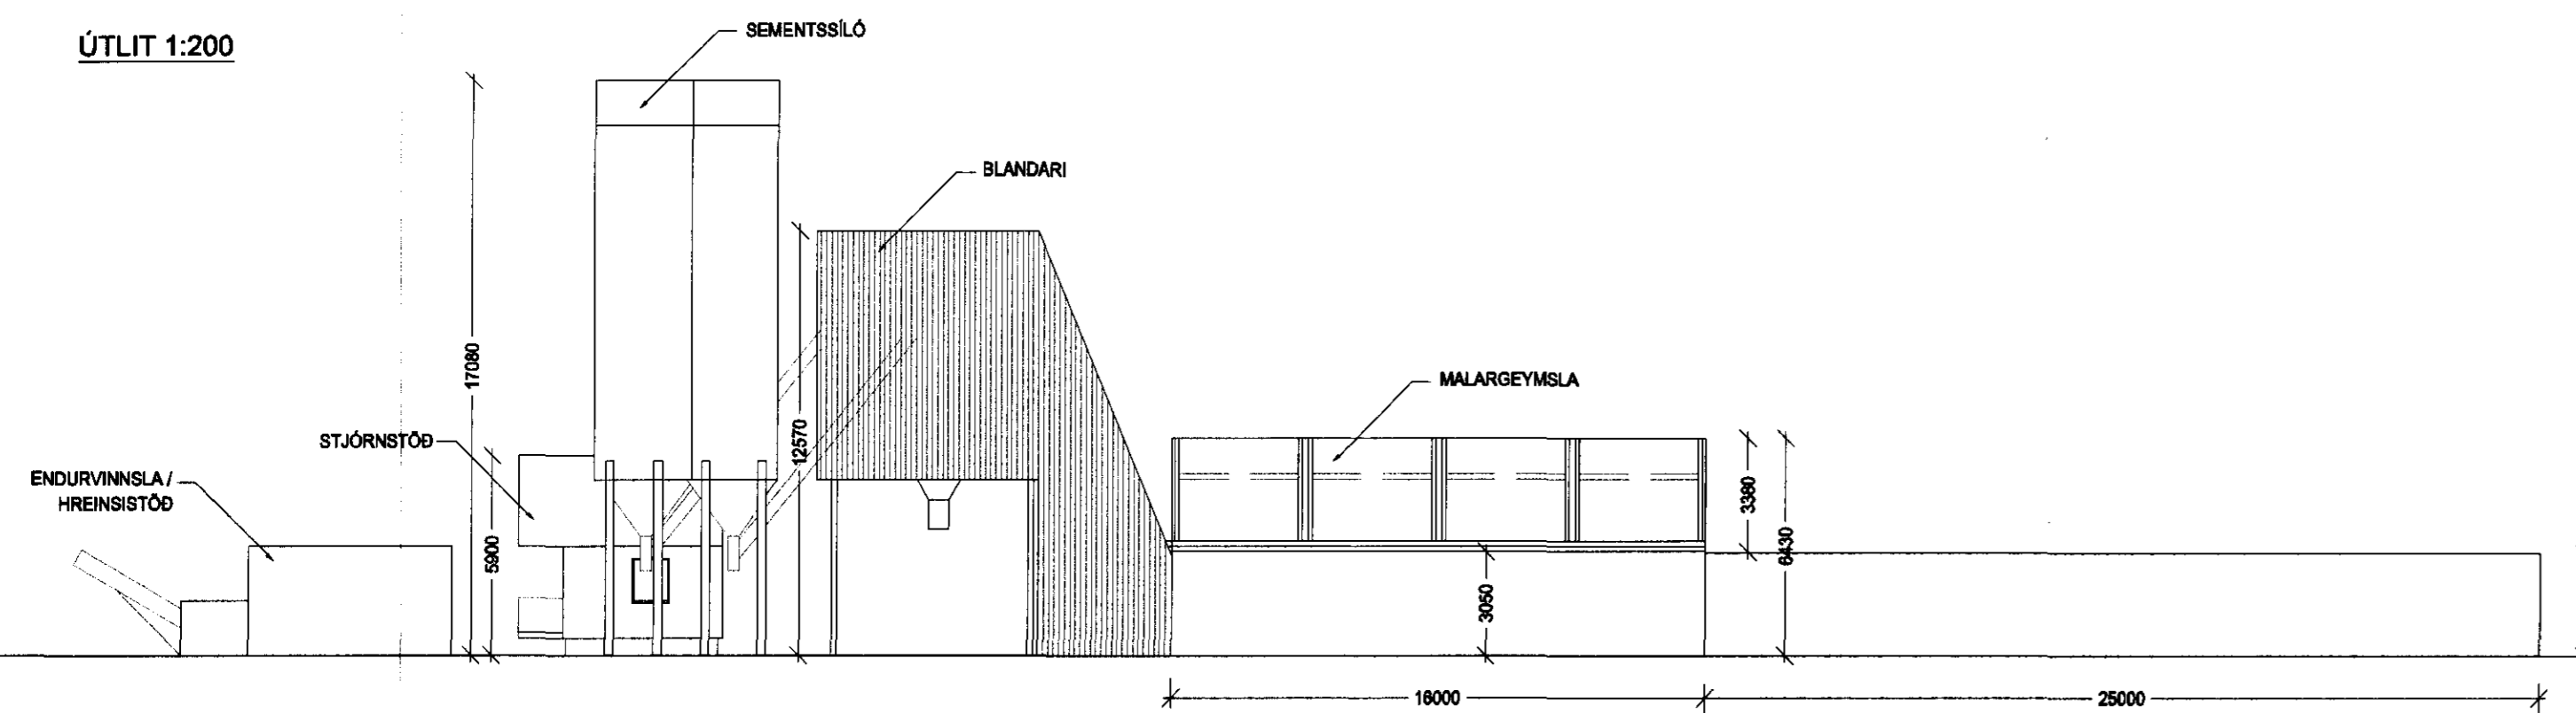 ÚTLIT 1:200
SEMENTSSÍLÓ
BLANDARI
MALARGEYMSLA
STJÓRNSTÖÐ
ENDURVINNSLA /
HREINSISTÖÐ
17080
5900
12570
3380
6430
3050
16000
25000